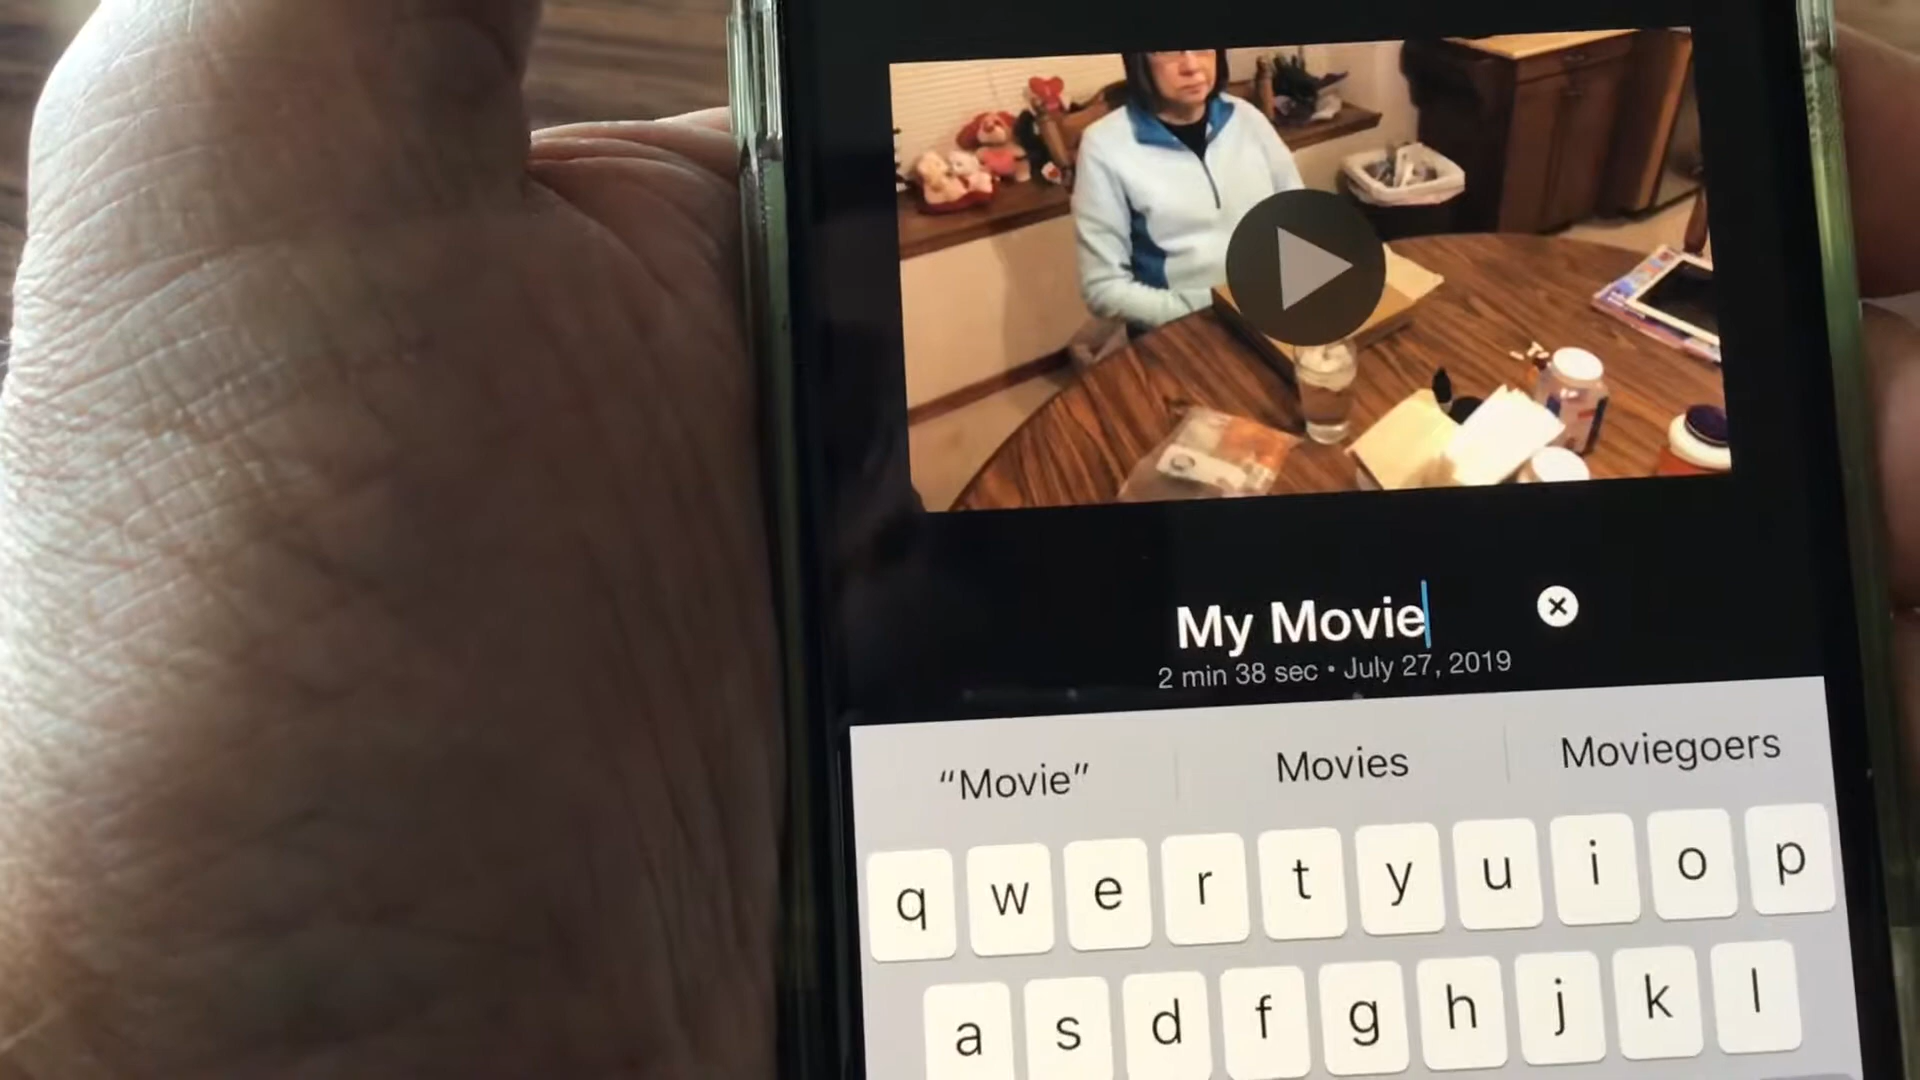 My Movie
2 min 38 sec • July 27, 2019
“Movie” Movies Moviegoers
q w e r t y u i o p
a s d f g h j k l